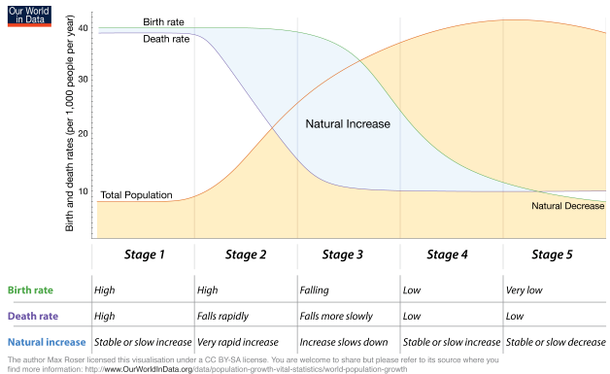 Our World
in Data
Birth and death rates (per 1,000 people per year)
40
30
20
10
Birth rate
Death rate
Natural Increase
Total Population
Natural Decrease
Stage 1 Stage 2 Stage 3 Stage 4 Stage 5
Birth rate High High Falling Low Very low
Death rate High Falls rapidly Falls more slowly Low Low
Natural increase Stable or slow increase Very rapid increase Increase slows down Stable or slow increase Stable or slow decrease
The author Max Roser licensed this visualisation under a CC BY-SA license. You are welcome to share but please refer to its source where you
find more information: http://www.OurWorldInData.org/data/population-growth-vital-statistics/world-population-growth